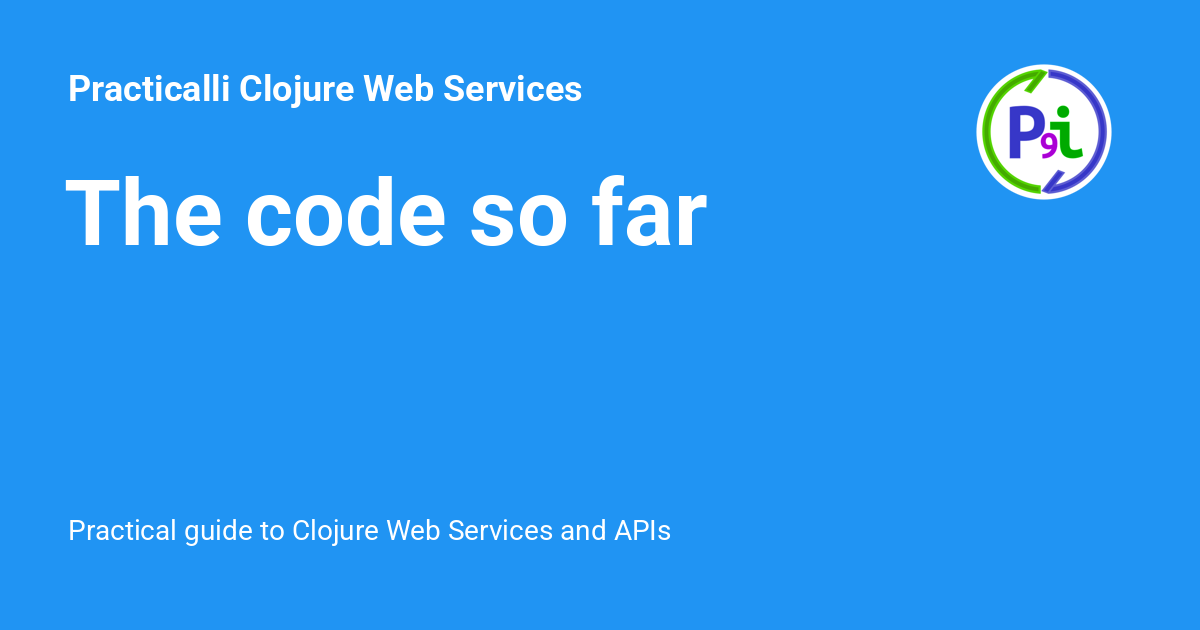 Practicalli Clojure Web Services
P9i
The code so far
Practical guide to Clojure Web Services and APIs